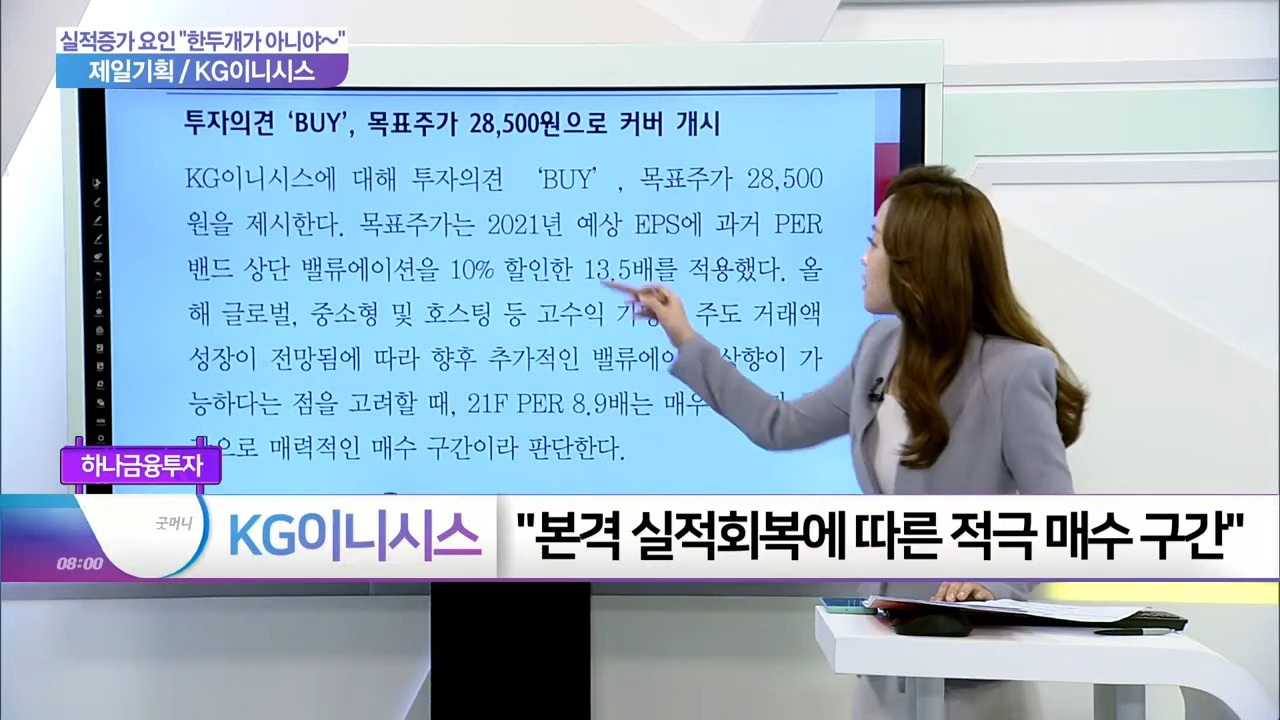 실적증가 요인 "한두개가 아니야~"
제일기획 / KG이니시스
투자의견 ‘BUY’, 목표주가 28,500원으로 커버 개시
KG이니시스에 대해 투자의견 ‘BUY’, 목표주가 28,500
원을 제시한다. 목표주가는 2021년 예상 EPS에 과거 PER
밴드 상단 밸류에이션을 10% 할인한 13.5배를 적용했다. 올
해 글로벌, 중소형 및 호스팅 등 고수익 주도 거래액
성장이 전망됨에 따라 향후 추가적인 상향이 가
능하다는 점을 고려할 때, 21F PER 8.9배는 매우
으로 매력적인 매수 구간이라 판단한다.
하나금융투자
굿머니
08:00
KG이니시스
"본격 실적회복에 따른 적극 매수 구간"